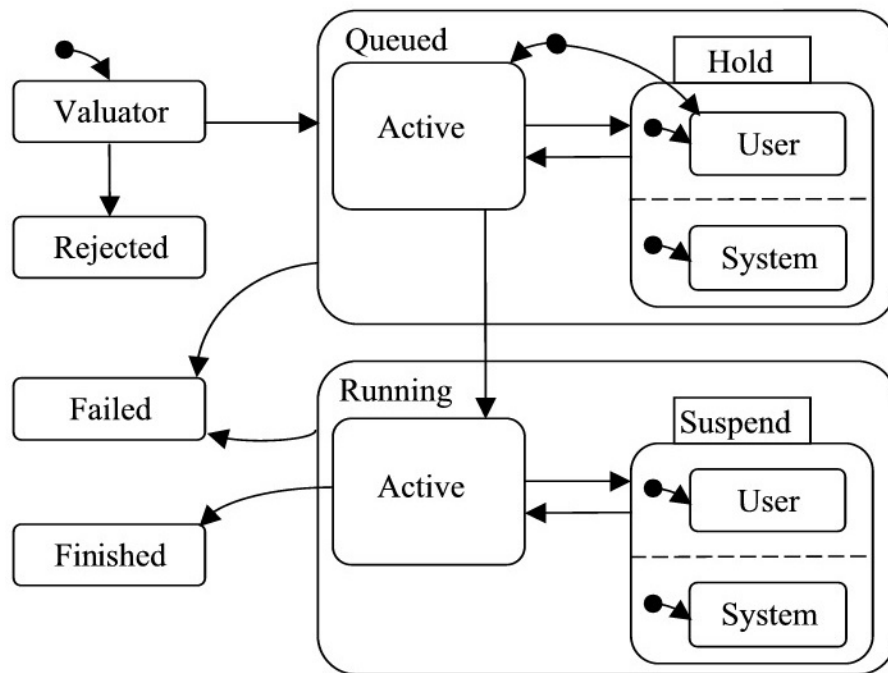 Queued
Hold
Valuator
Active
User
Rejected
System
Running
Failed
Suspend
Active
User
Finished
System